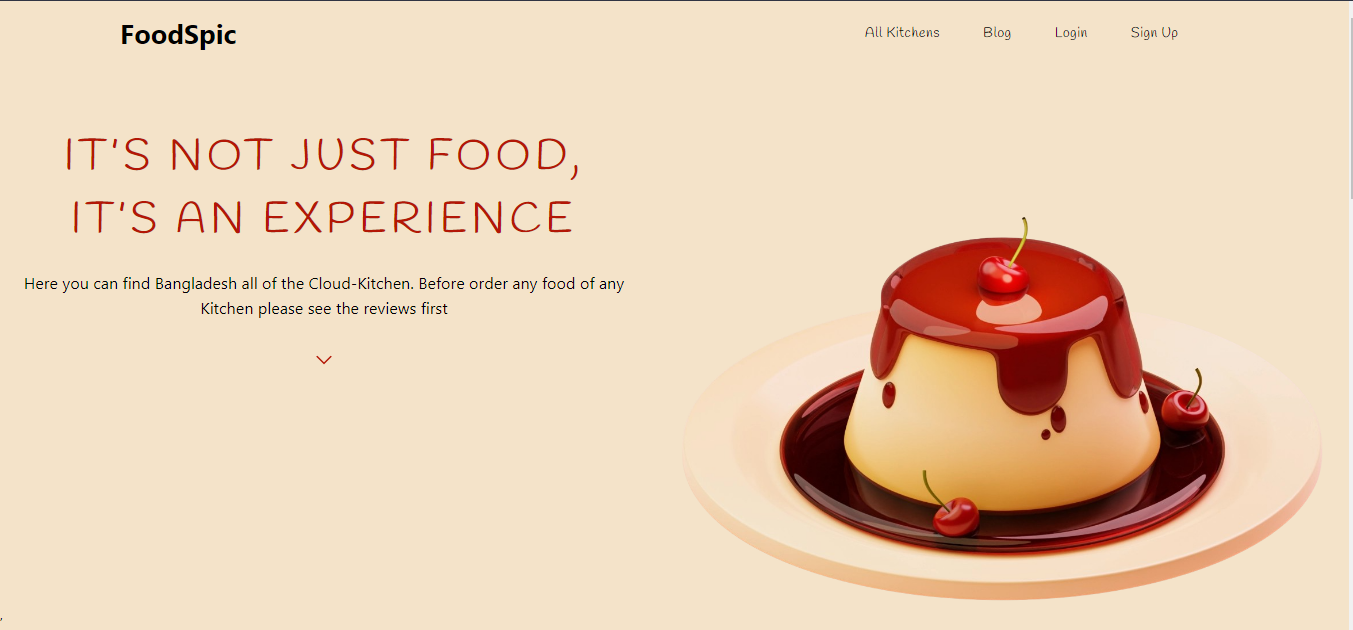 FoodSpic
All Kitchens
Blog
Login
Sign Up
IT'S NOT JUST FOOD,
IT'S AN EXPERIENCE
Here you can find Bangladesh all of the Cloud-Kitchen. Before order any food of any
Kitchen please see the reviews first
,